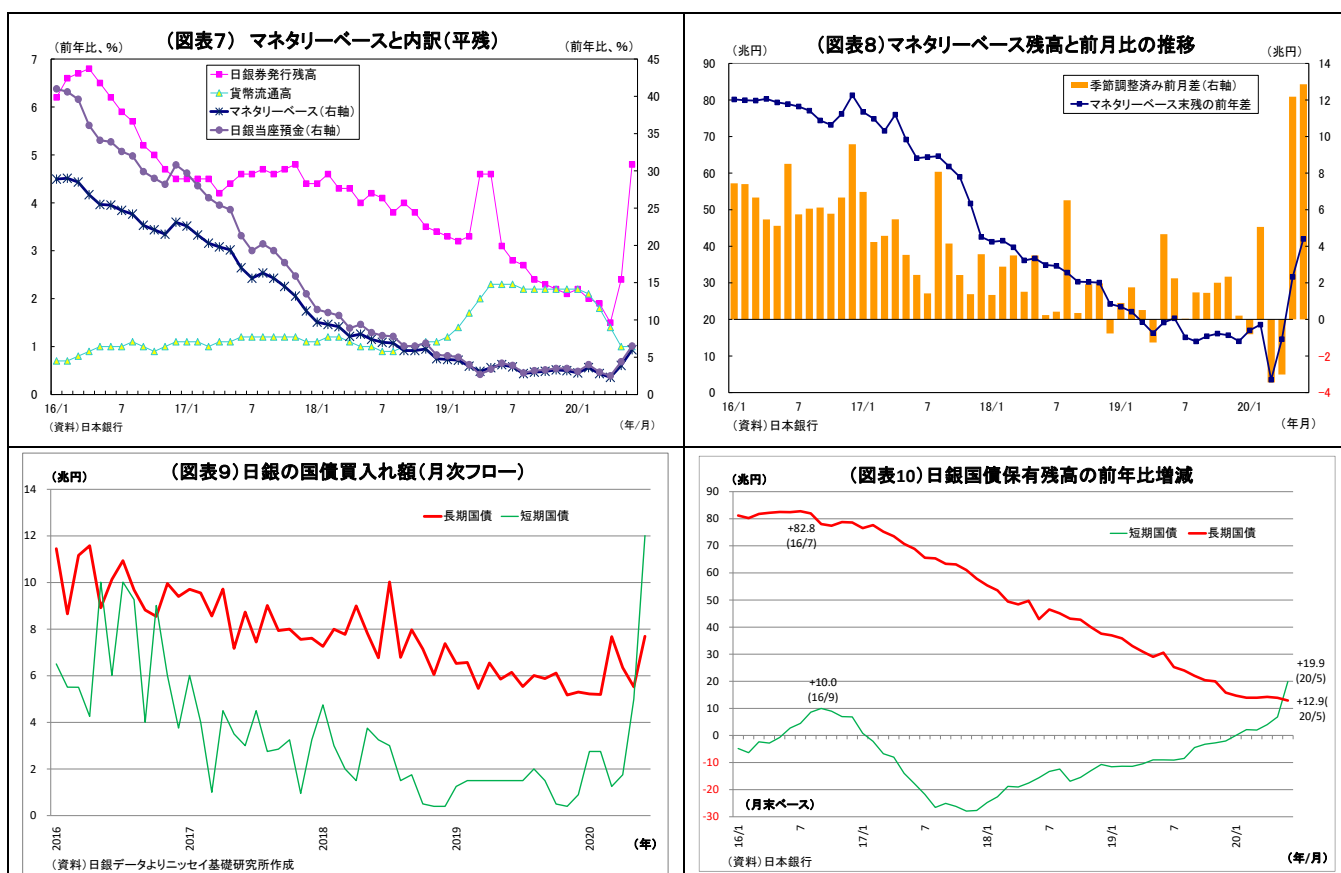 (図表7) マネタリーベースと内訳(平残)
(前年比、%)
(前年比、%)
日銀券発行残高
貨幣流通高
マネタリーベース(右軸)
日銀当座預金(右軸)
7
6
5
4
3
2
1
0
45
40
35
30
25
20
15
10
5
0
16/1 7 17/1 7 18/1 7 19/1 7 20/1
(資料)日本銀行
(年/月)
(図表8)マネタリーベース残高と前月比の推移
(兆円)
(兆円)
季節調整済み前月差(右軸)
マネタリーベース末残の前年差
90
80
70
60
50
40
30
20
10
0
14
12
10
8
6
4
2
0
-2
-4
16/1 7 17/1 7 18/1 7 19/1 7 20/1
(資料)日本銀行
(年/月)
(図表9)日銀の国債買入れ額(月次フロー)
(兆円)
長期国債
短期国債
14
12
10
8
6
4
2
0
2016 2017 2018 2019 2020
(年)
(資料)日銀データよりニッセイ基礎研究所作成
(図表10)日銀国債保有残高の前年比増減
(兆円)
短期国債
長期国債
90
80
70
60
50
40
30
20
10
0
-10
-20
-30
+82.8
(16/7)
+10.0
(16/9)
+19.9
(20/5)
+12.9(
20/5)
(月末ベース)
16/1 7 17/1 7 18/1 7 19/1 7 20/1
(資料)日本銀行
(年/月)